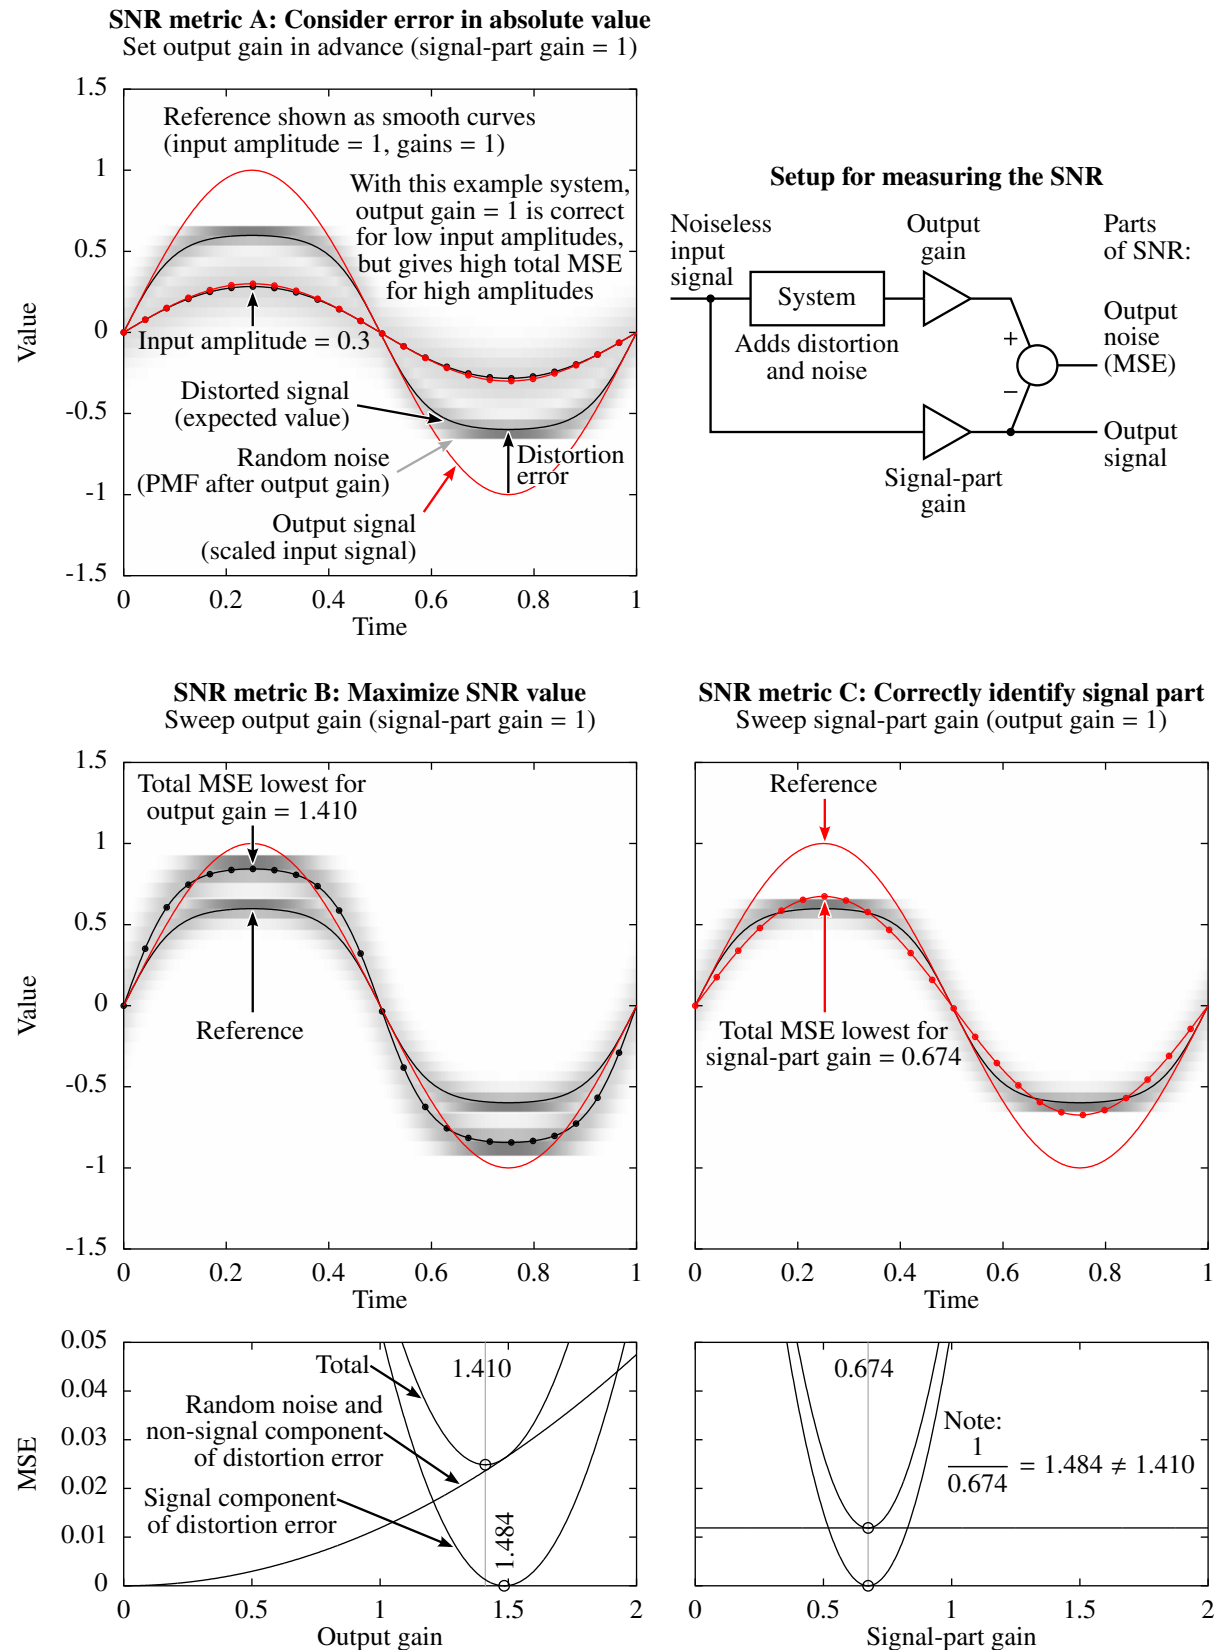 SNR metric A: Consider error in absolute value
Set output gain in advance (signal-part gain = 1)
1.5
1
0.5
0
-0.5
-1
-1.5
Value
Reference shown as smooth curves
(input amplitude = 1, gains = 1)
With this example system,
output gain = 1 is correct
for low input amplitudes,
but gives high total MSE
for high amplitudes
Input amplitude = 0.3
Distorted signal
(expected value)
Random noise
(PMF after output gain)
Distortion
error
Output signal
(scaled input signal)
0
0.2
0.4
0.6
0.8
1
Time
Setup for measuring the SNR
Noiseless
input
signal
Output
gain
Parts
of SNR:
System
Adds distortion
and noise
+
−
Output
noise
(MSE)
Output
signal
Signal-part
gain
SNR metric B: Maximize SNR value
Sweep output gain (signal-part gain = 1)
1.5
1
0.5
0
-0.5
-1
-1.5
Value
Total MSE lowest for
output gain = 1.410
Reference
0
0.2
0.4
0.6
0.8
1
Time
SNR metric C: Correctly identify signal part
Sweep signal-part gain (output gain = 1)
Reference
Total MSE lowest for
signal-part gain = 0.674
0
0.2
0.4
0.6
0.8
1
Time
0.05
0.04
0.03
0.02
0.01
0
MSE
Total
1.410
Random noise and
non-signal component
of distortion error
Signal component
of distortion error
1.484
0
0.5
1
1.5
2
Output gain
0.674
Note:
1
0.674
= 1.484 ≠ 1.410
0
0.5
1
1.5
2
Signal-part gain